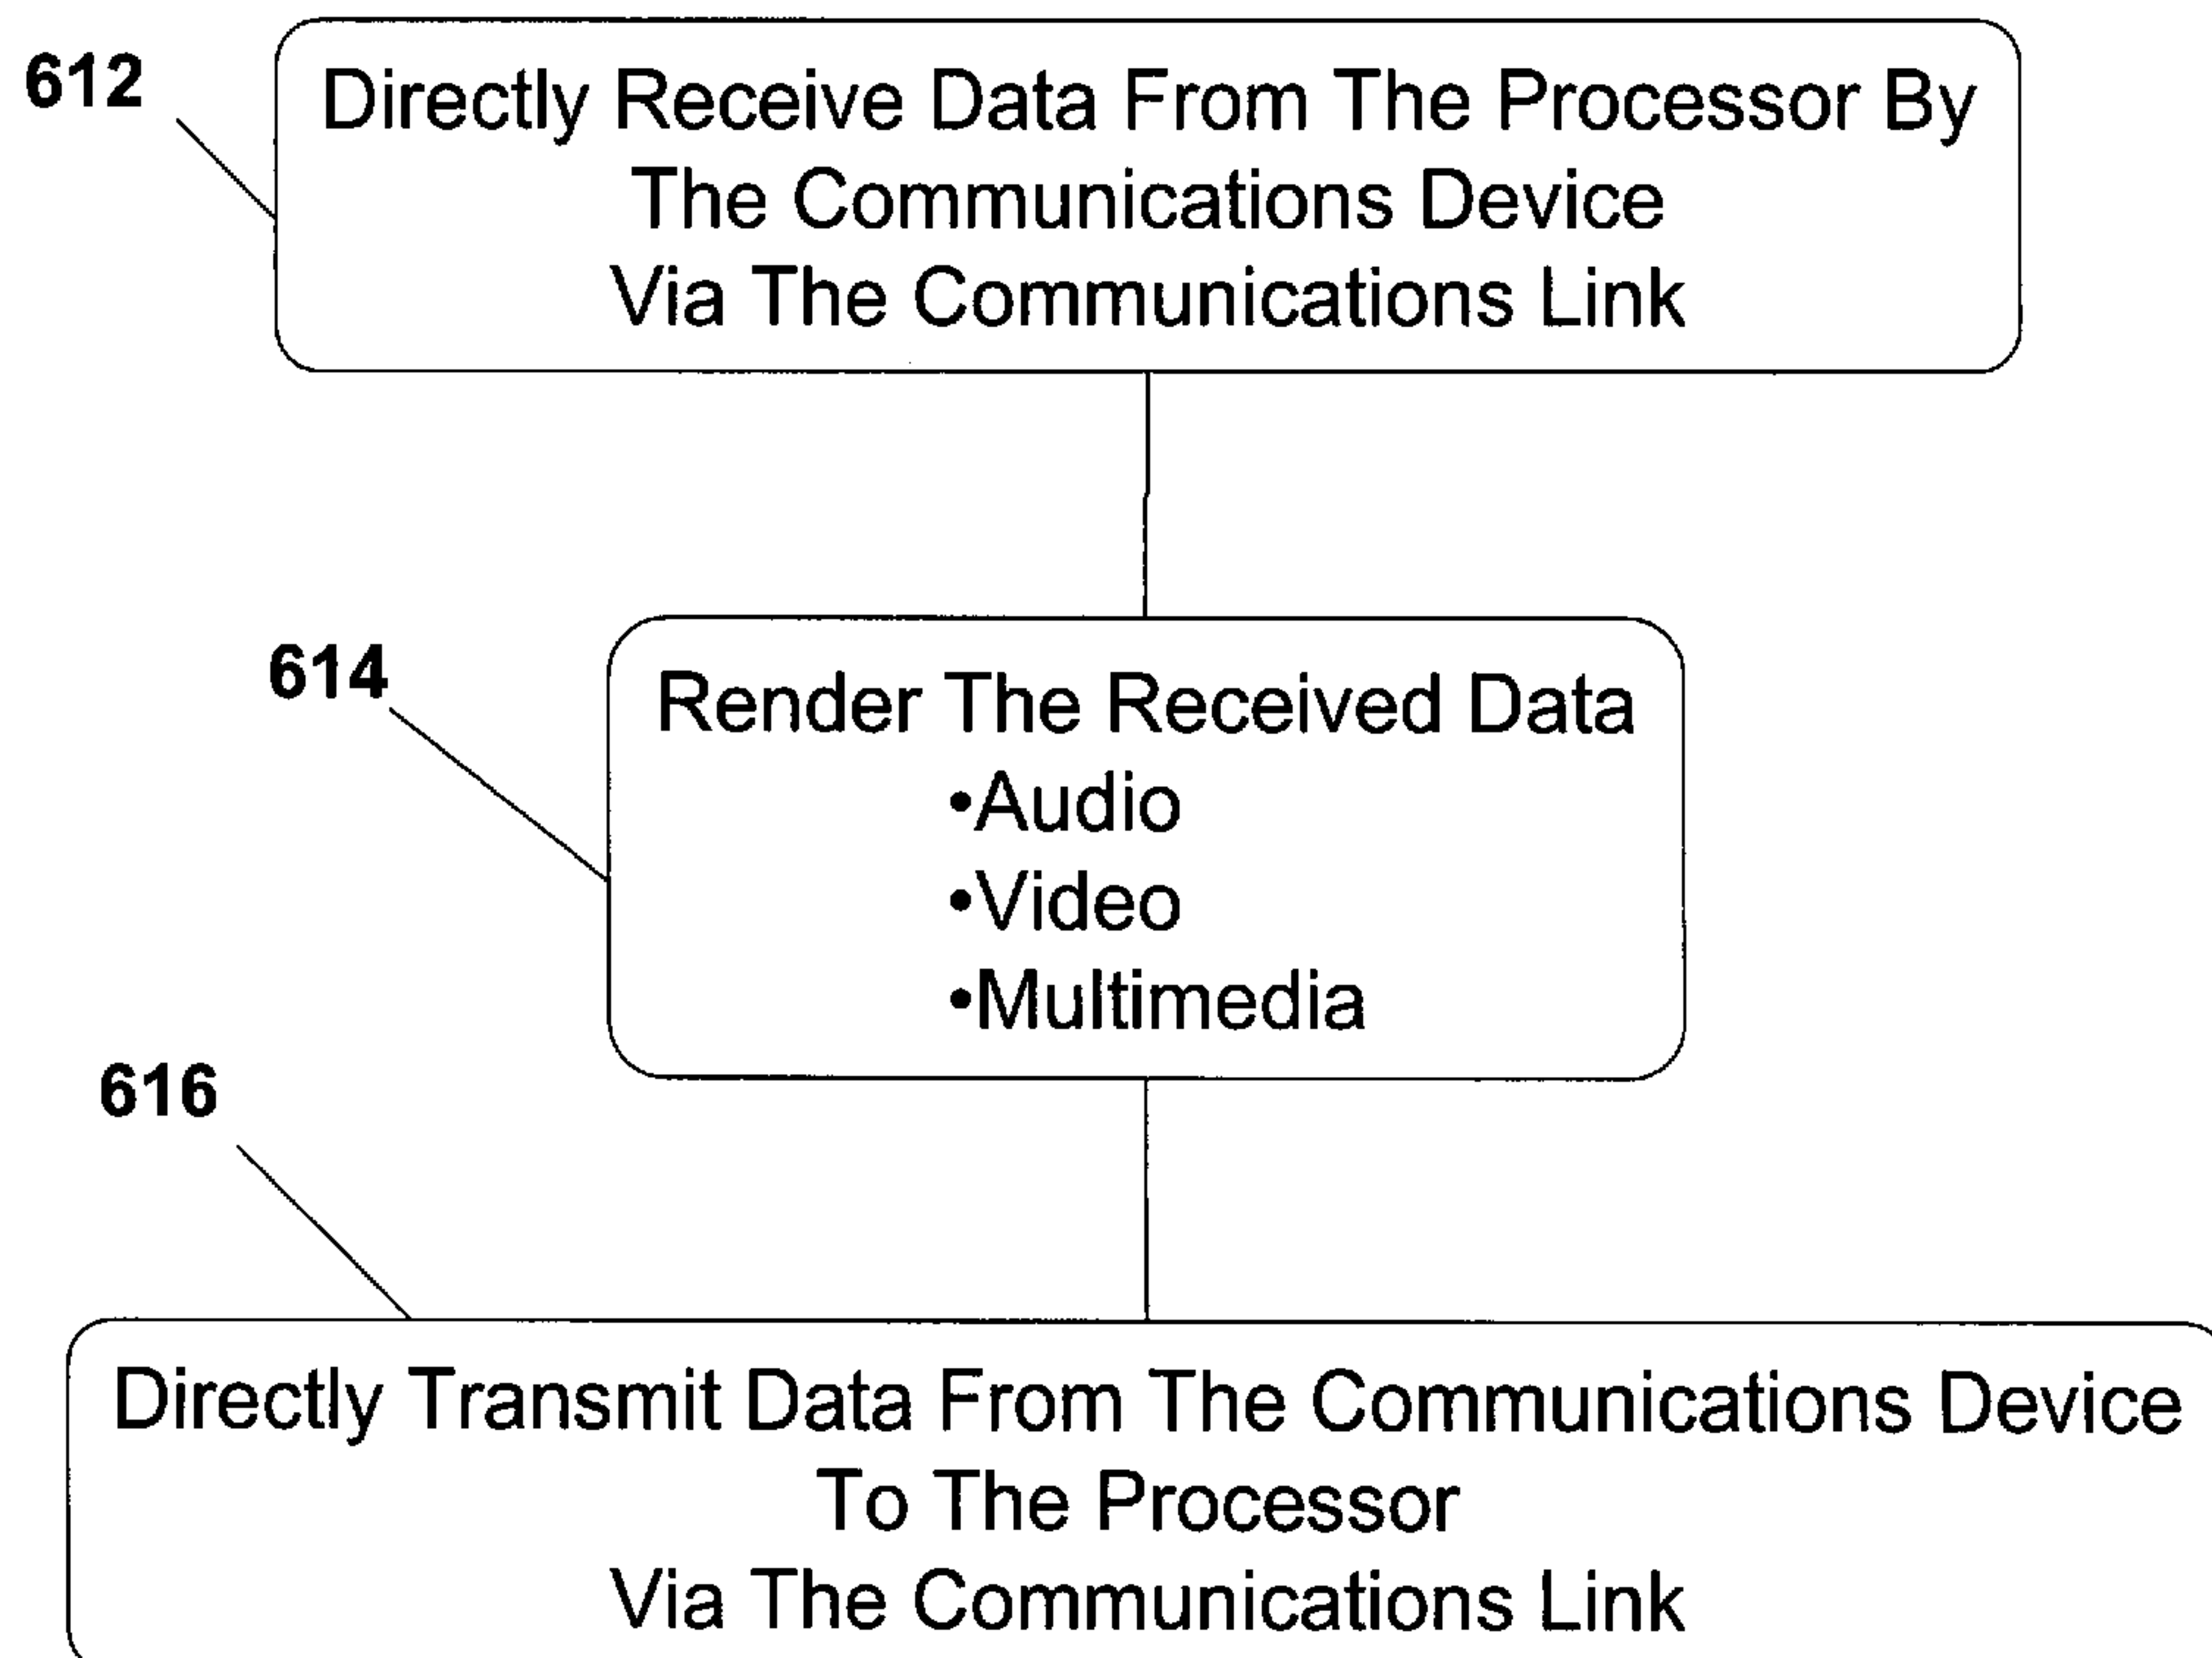 612
Directly Receive Data From The Processor By
The Communications Device
Via The Communications Link
614
Render The Received Data
•Audio
•Video
•Multimedia
616
Directly Transmit Data From The Communications Device
To The Processor
Via The Communications Link